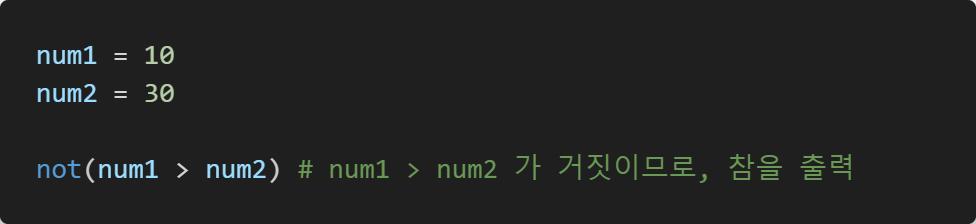 num1 = 10
num2 = 30
not(num1 > num2) # num1 > num2 가 거짓이므로, 참을 출력